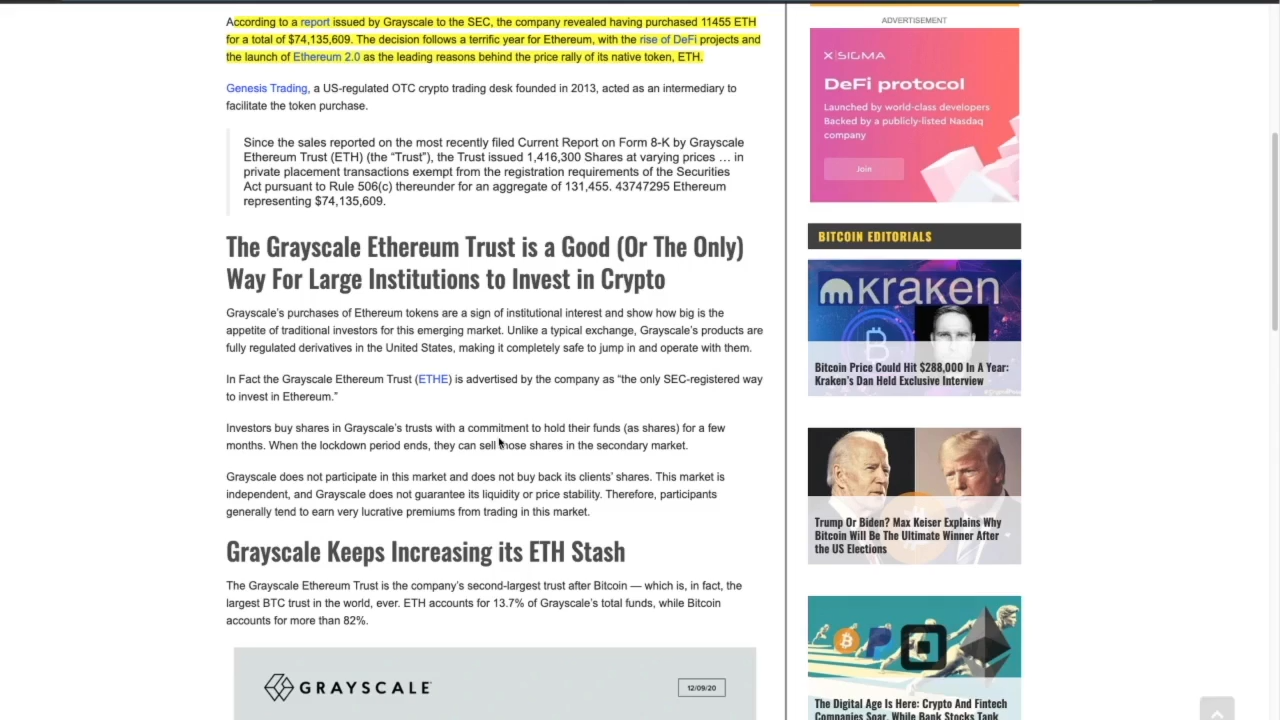 According to a report issued by Grayscale to the SEC, the company revealed having purchased 11455 ETH
for a total of $74,135,609. The decision follows a terrific year for Ethereum, with the rise of DeFi projects and
the launch of Ethereum 2.0 as the leading reasons behind the price rally of its native token, ETH.
Genesis Trading, a US-regulated OTC crypto trading desk founded in 2013, acted as an intermediary to
facilitate the token purchase.
Since the sales reported on the most recently filed Current Report on Form 8-K by Grayscale
Ethereum Trust (ETH) (the “Trust”), the Trust issued 1,416,300 Shares at varying prices … in
private placement transactions exempt from the registration requirements of the Securities
Act pursuant to Rule 506(c) thereunder for an aggregate of 131,455. 43747295 Ethereum
representing $74,135,609.
The Grayscale Ethereum Trust is a Good (Or The Only)
Way For Large Institutions to Invest in Crypto
Grayscale’s purchases of Ethereum tokens are a sign of institutional interest and show how big is the
appetite of traditional investors for this emerging market. Unlike a typical exchange, Grayscale’s products are
fully regulated derivatives in the United States, making it completely safe to jump in and operate with them.
In Fact the Grayscale Ethereum Trust (ETHE) is advertised by the company as “the only SEC-registered way
to invest in Ethereum.”
Investors buy shares in Grayscale’s trusts with a commitment to hold their funds (as shares) for a few
months. When the lockdown period ends, they can sell those shares in the secondary market.
Grayscale does not participate in this market and does not buy back its clients’ shares. This market is
independent, and Grayscale does not guarantee its liquidity or price stability. Therefore, participants
generally tend to earn very lucrative premiums from trading in this market.
Grayscale Keeps Increasing its ETH Stash
The Grayscale Ethereum Trust is the company’s second-largest trust after Bitcoin — which is, in fact, the
largest BTC trust in the world, ever. ETH accounts for 13.7% of Grayscale’s total funds, while Bitcoin
accounts for more than 82%.
GRAYSCALE
12/09/20
ADVERTISEMENT
X|SIGMA
DeFi protocol
Launched by world-class developers
Backed by a publicly-listed Nasdaq
company
Join
BITCOIN EDITORIALS
kraken
Bitcoin Price Could Hit $288,000 In A Year:
Kraken’s Dan Held Exclusive Interview
Trump Or Biden? Max Keiser Explains Why
Bitcoin Will Be The Ultimate Winner After
the US Elections
The Digital Age Is Here: Crypto And Fintech
Companies Soar, While Bank Stocks Tank